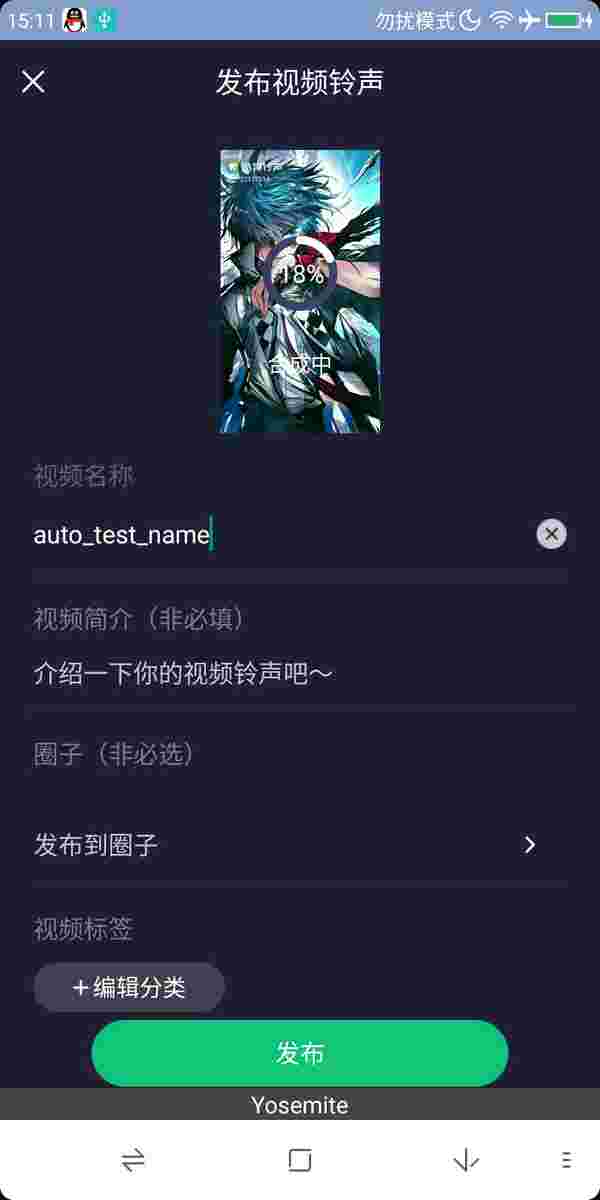 15:11
勿扰模式
发布视频铃声
18%
合成中
视频名称
auto_test_name
视频简介（非必填）
介绍一下你的视频铃声吧～
圈子（非必选）
发布到圈子
视频标签
+编辑分类
发布
Yosemite